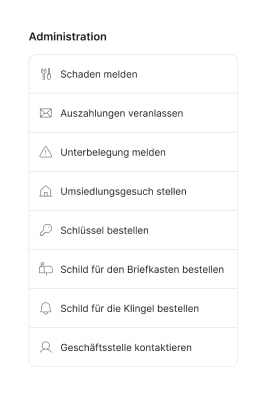 Administration
Schaden melden
Auszahlungen veranlassen
Unterbelegung melden
Umsiedlungsgesuch stellen
Schlüssel bestellen
Schild für den Briefkasten bestellen
Schild für die Klingel bestellen
Geschäftsstelle kontaktieren